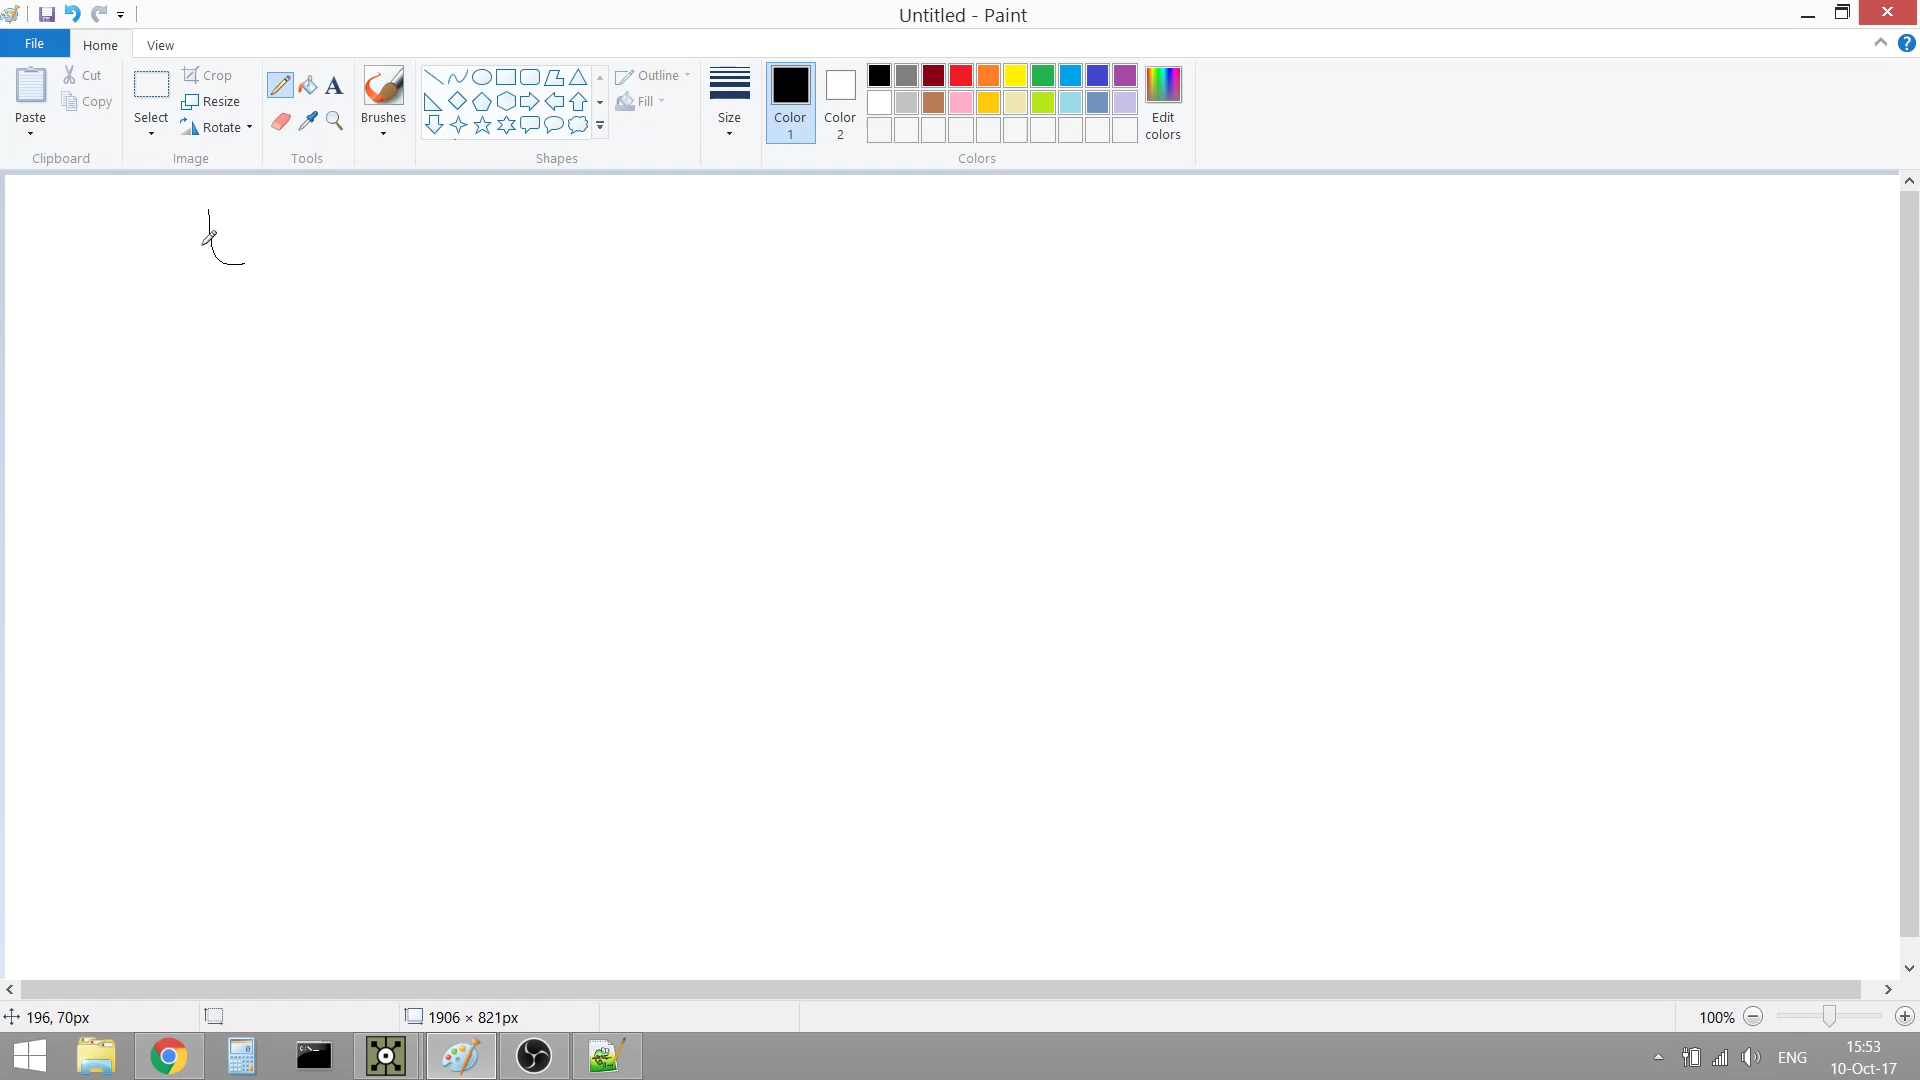 Untitled - Paint
File
Home
View
Paste
Cut
Copy
Clipboard
Select
Crop
Resize
Rotate
Image
A
Tools
Brushes
Outline
Fill
Shapes
Size
Color
1
Color
2
Edit
colors
Colors
196, 70px
1906 × 821px
100%
ENG
15:53
10-Oct-17